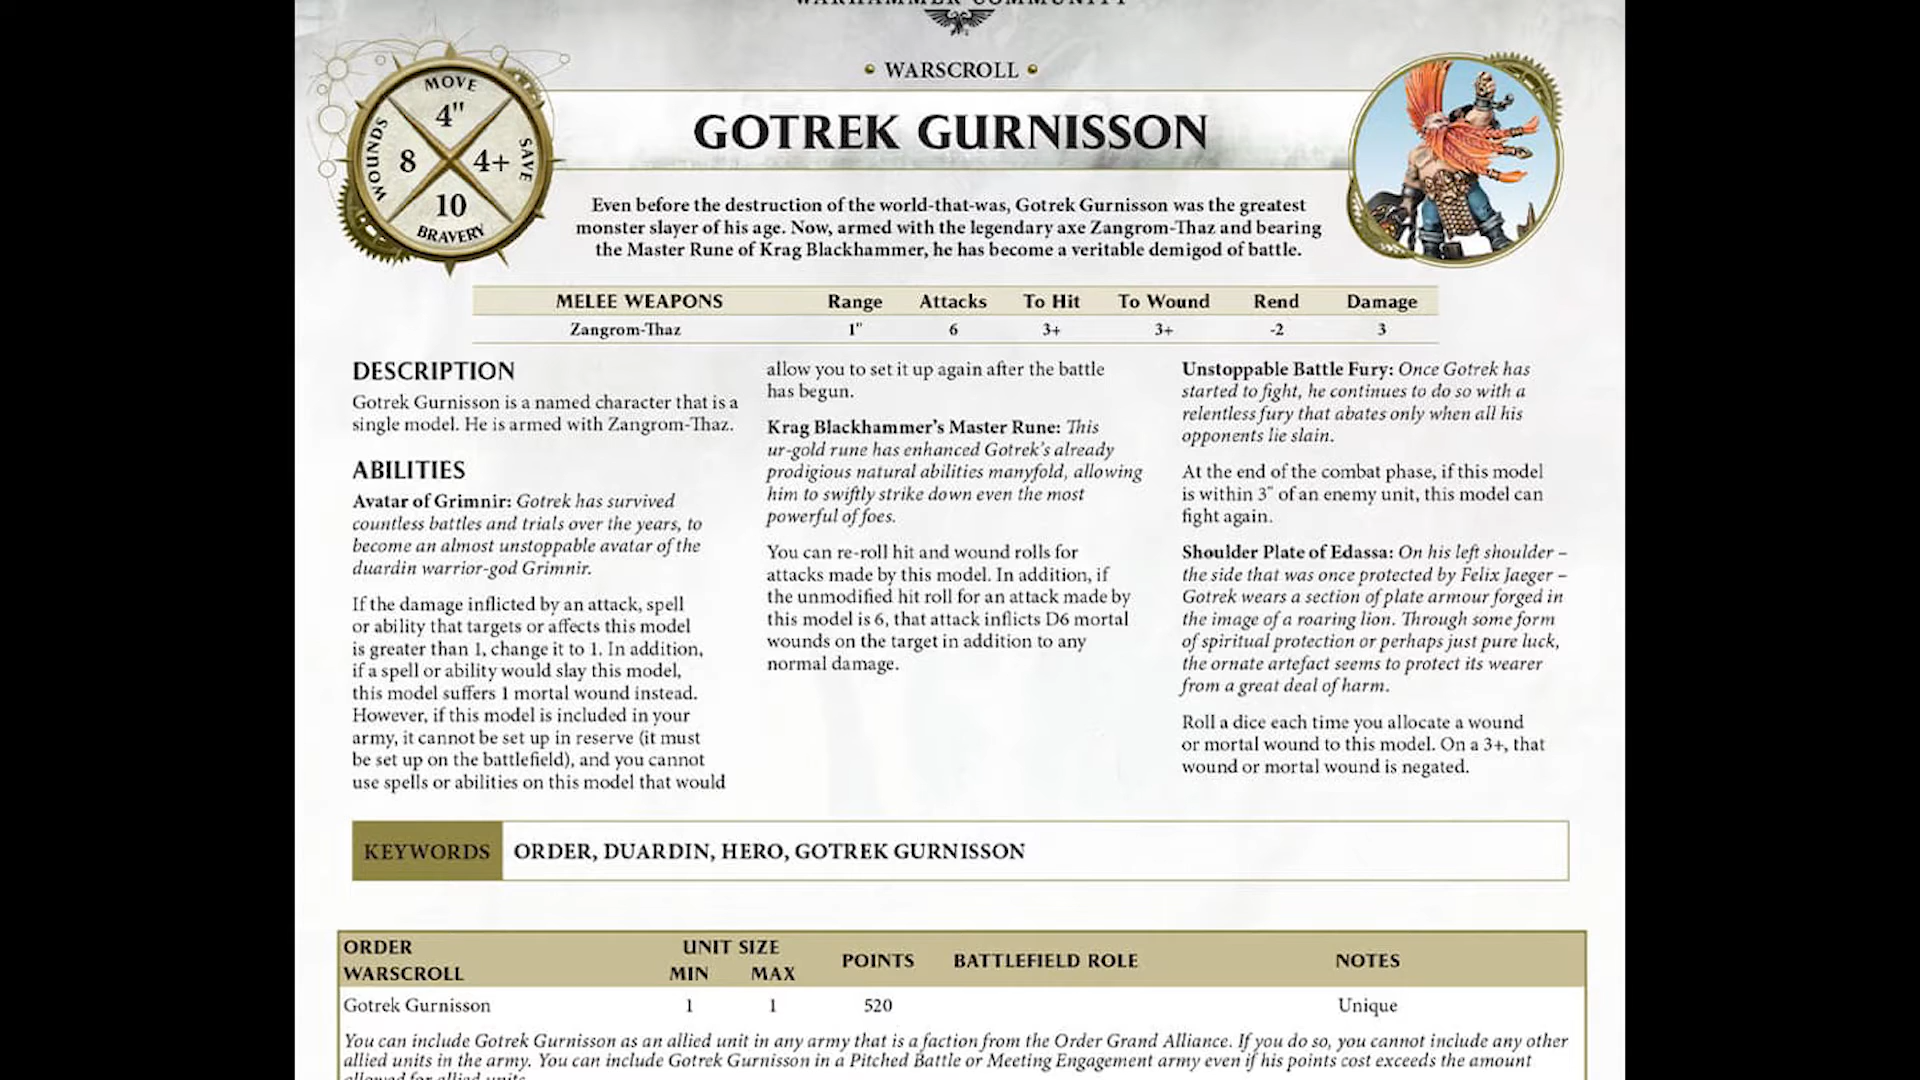 WARHAMMER COMMUNITY
• WARSCROLL •
MOVE
4"
WOUNDS
8
4+
SAVE
10
BRAVERY
GOTREK GURNISSON
Even before the destruction of the world-that-was, Gotrek Gurnisson was the greatest
monster slayer of his age. Now, armed with the legendary axe Zangrom-Thaz and bearing
the Master Rune of Krag Blackhammer, he has become a veritable demigod of battle.
MELEE WEAPONS Range Attacks To Hit To Wound Rend Damage
Zangrom-Thaz 1" 6 3+ 3+ -2 3
DESCRIPTION
Gotrek Gurnisson is a named character that is a
single model. He is armed with Zangrom-Thaz.
ABILITIES
Avatar of Grimnir: Gotrek has survived
countless battles and trials over the years, to
become an almost unstoppable avatar of the
duardin warrior-god Grimnir.
If the damage inflicted by an attack, spell
or ability that targets or affects this model
is greater than 1, change it to 1. In addition,
if a spell or ability would slay this model,
this model suffers 1 mortal wound instead.
However, if this model is included in your
army, it cannot be set up in reserve (it must
be set up on the battlefield), and you cannot
use spells or abilities on this model that would
allow you to set it up again after the battle
has begun.
Krag Blackhammer's Master Rune: This
ur-gold rune has enhanced Gotrek's already
prodigious natural abilities manyfold, allowing
him to swiftly strike down even the most
powerful of foes.
You can re-roll hit and wound rolls for
attacks made by this model. In addition, if
the unmodified hit roll for an attack made by
this model is 6, that attack inflicts D6 mortal
wounds on the target in addition to any
normal damage.
Unstoppable Battle Fury: Once Gotrek has
started to fight, he continues to do so with a
relentless fury that abates only when all his
opponents lie slain.
At the end of the combat phase, if this model
is within 3" of an enemy unit, this model can
fight again.
Shoulder Plate of Edassa: On his left shoulder –
the side that was once protected by Felix Jaeger –
Gotrek wears a section of plate armour forged in
the image of a roaring lion. Through some form
of spiritual protection or perhaps just pure luck,
the ornate artefact seems to protect its wearer
from a great deal of harm.
Roll a dice each time you allocate a wound
or mortal wound to this model. On a 3+, that
wound or mortal wound is negated.
KEYWORDS ORDER, DUARDIN, HERO, GOTREK GURNISSON
ORDER UNIT SIZE
WARSCROLL MIN MAX POINTS BATTLEFIELD ROLE NOTES
Gotrek Gurnisson 1 1 520 Unique
You can include Gotrek Gurnisson as an allied unit in any army that is a faction from the Order Grand Alliance. If you do so, you cannot include any other
allied units in the army. You can include Gotrek Gurnisson in a Pitched Battle or Meeting Engagement army even if his points cost exceeds the amount
allowed for allied units.